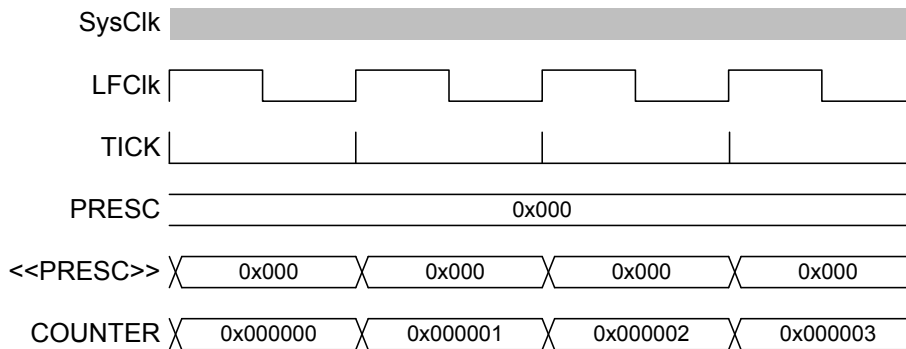 SysClk
LFClk
TICK
PRESC 0x000
<<PRESC>> 0x000 0x000 0x000 0x000
COUNTER 0x000000 0x000001 0x000002 0x000003